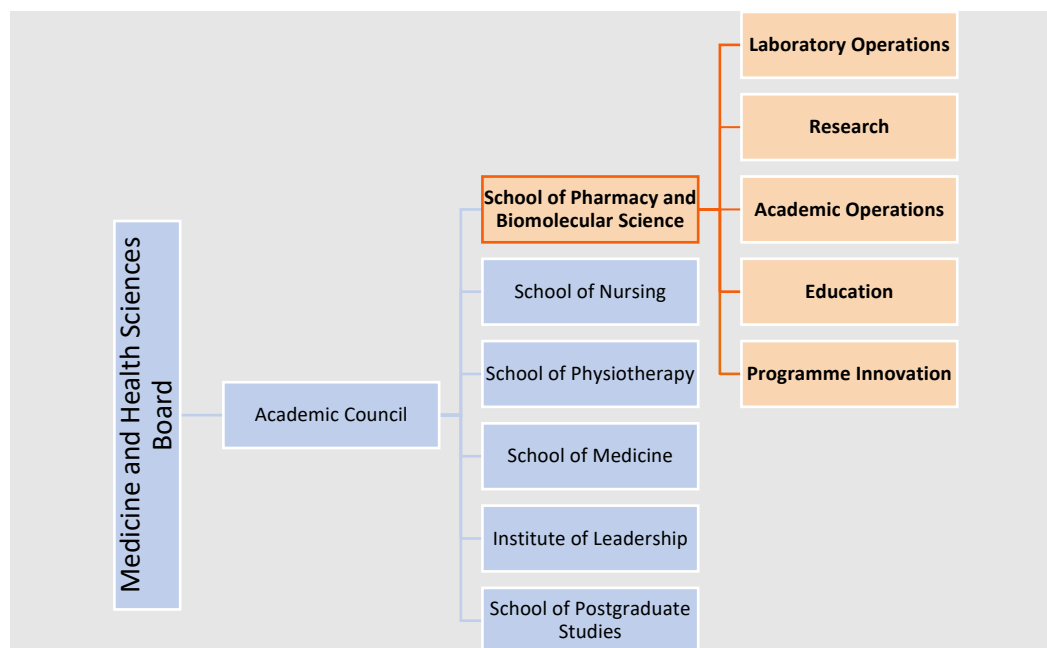 Medicine and Health Sciences
Board
Academic Council
School of Pharmacy and
Biomolecular Science
School of Nursing
School of Physiotherapy
School of Medicine
Institute of Leadership
School of Postgraduate
Studies
Laboratory Operations
Research
Academic Operations
Education
Programme Innovation